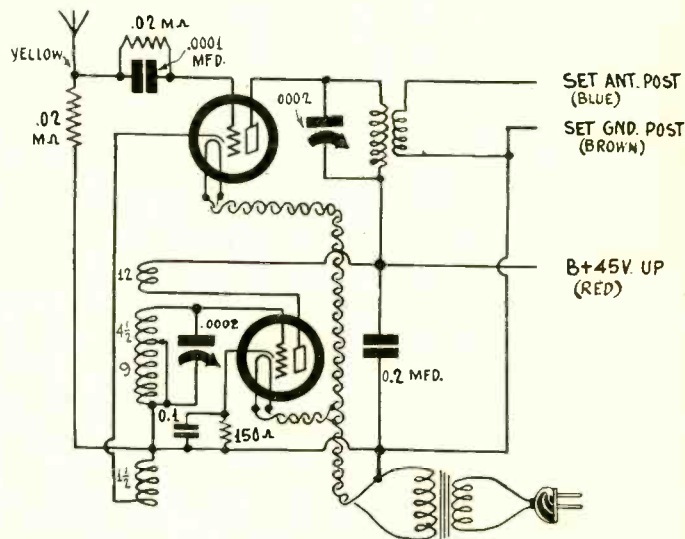 .02 MΩ
YELLOW
.0001
MFD.
.02
MΩ
.0002
SET ANT. POST
(BLUE)
SET GND. POST
(BROWN)
12
B+45V. UP
(RED)
4½
.0002
9
0.2 MFD.
0.1
150Ω
1½